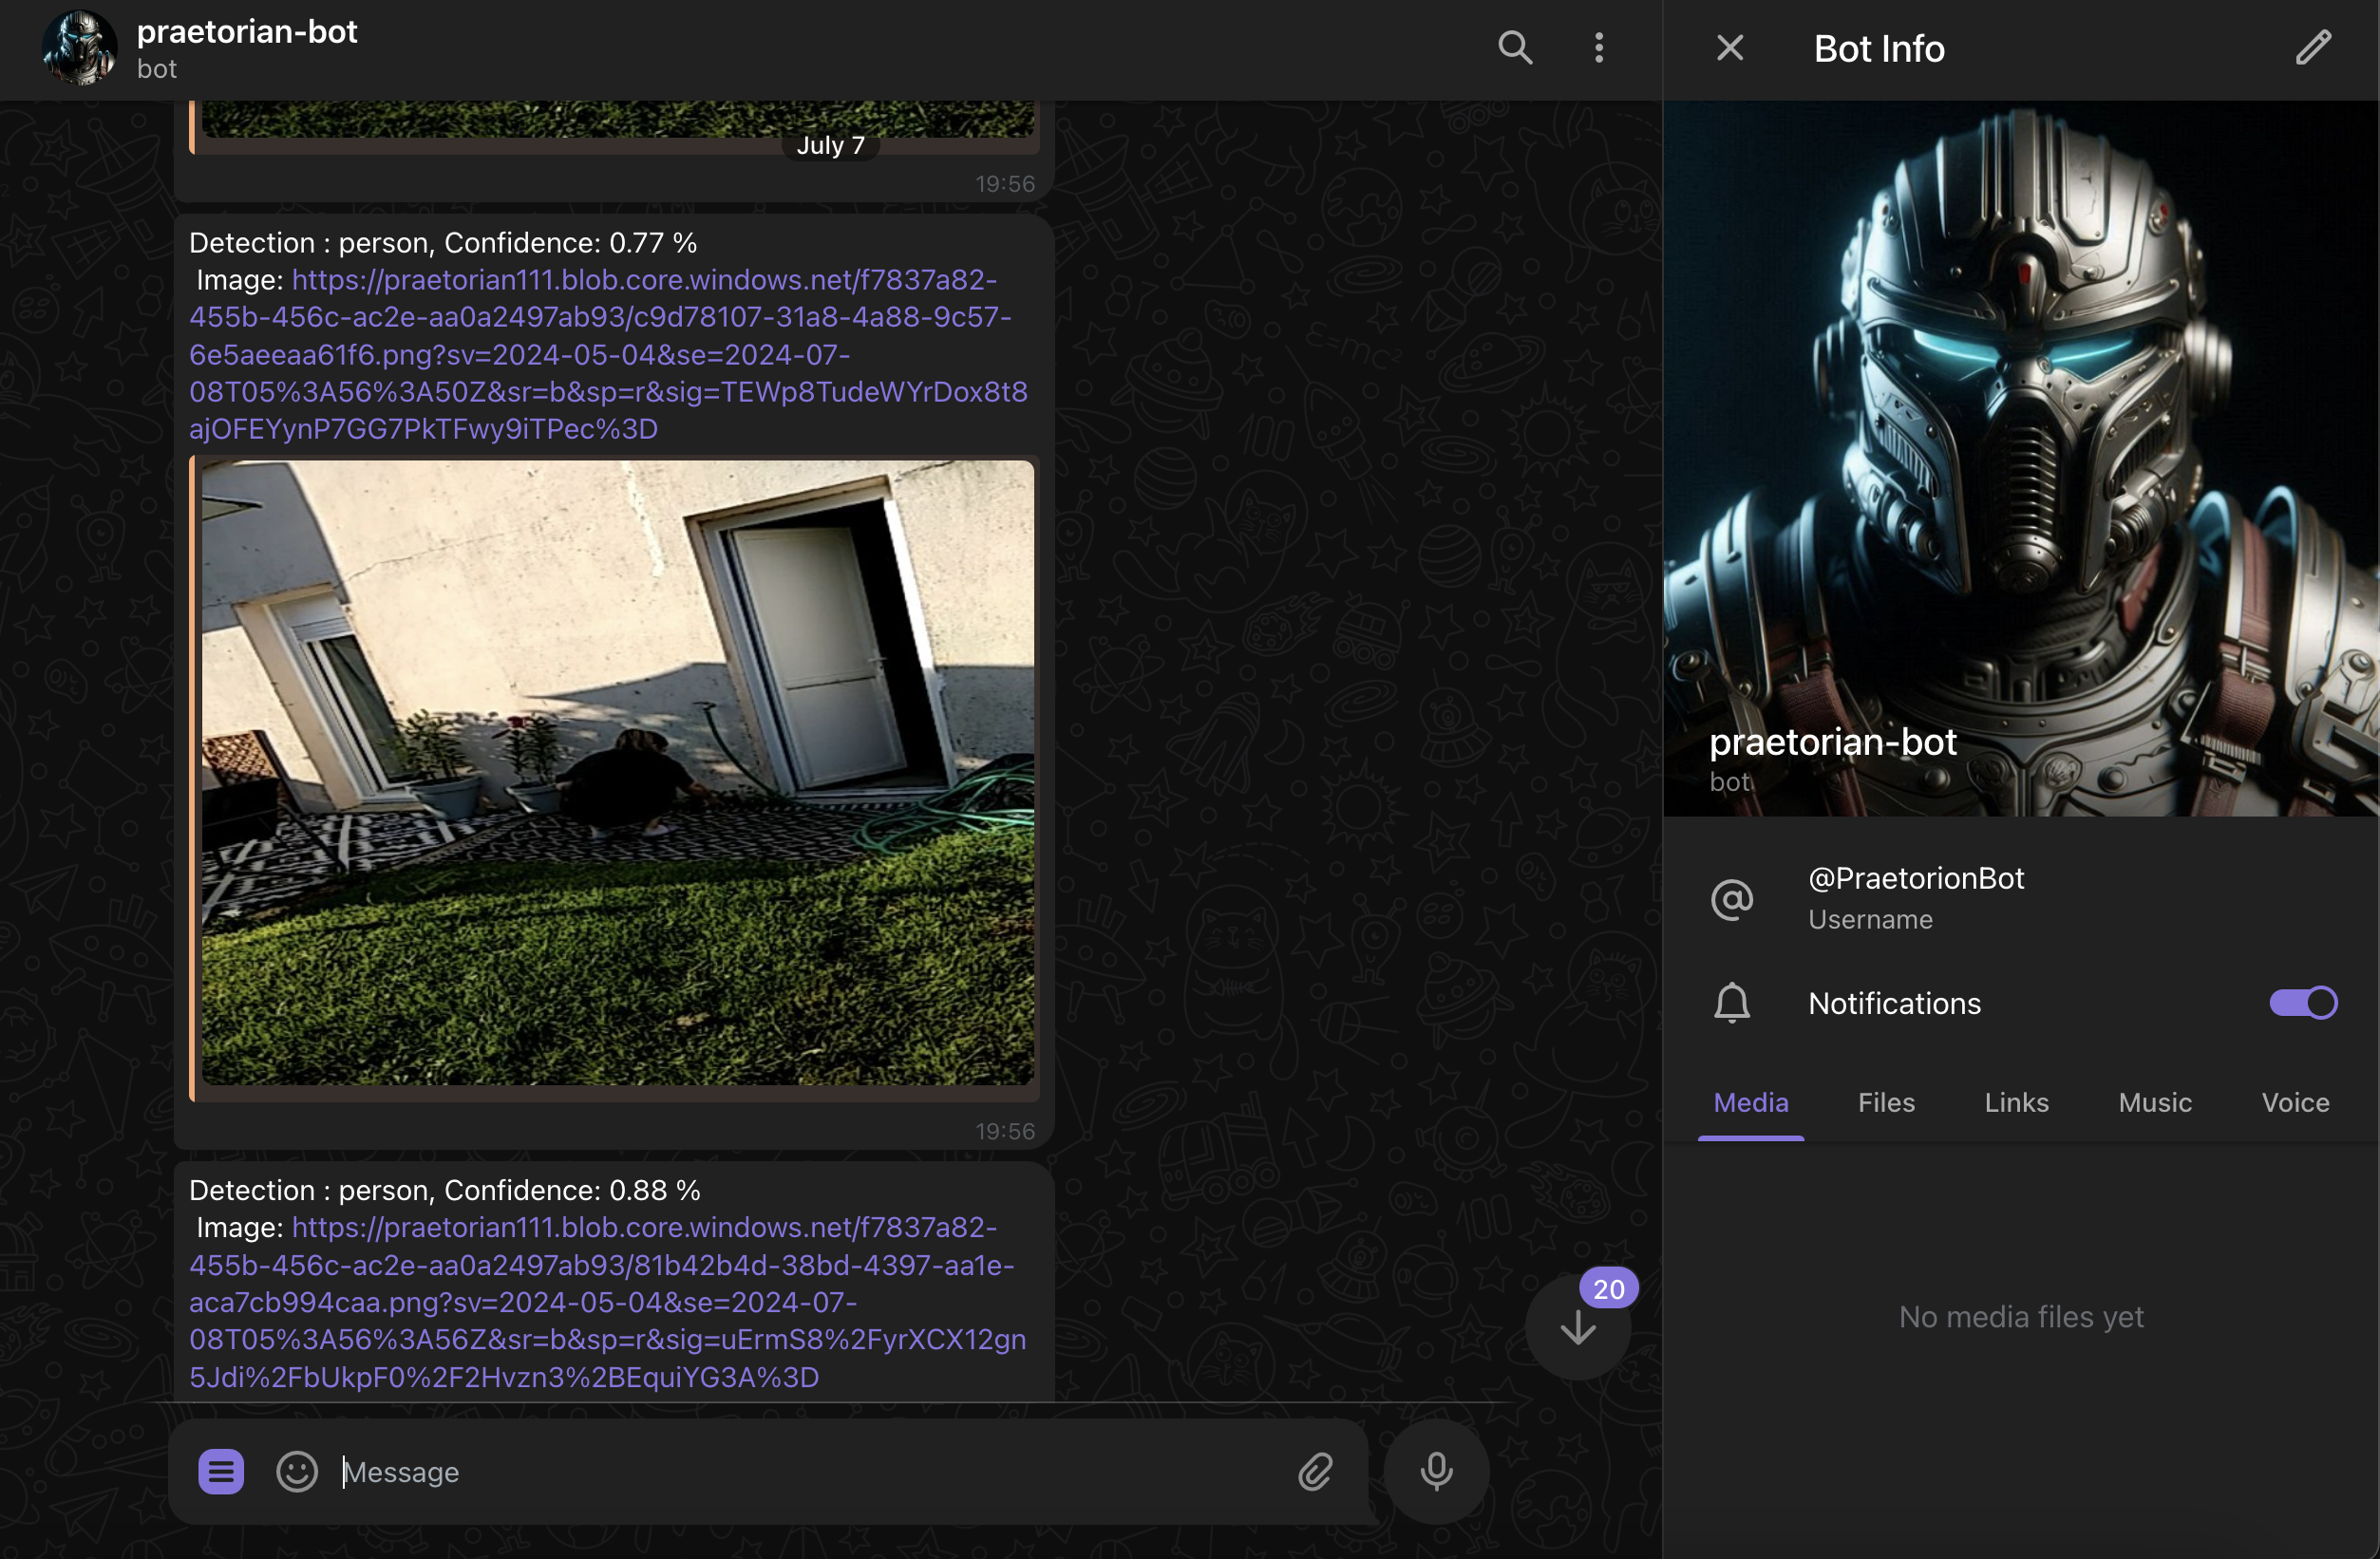 praetorian-bot
bot
July 7
19:56
Detection : person, Confidence: 0.77 %
Image: https://praetorian111.blob.core.windows.net/f7837a82-
455b-456c-ac2e-aa0a2497ab93/c9d78107-31a8-4a88-9c57-
6e5aeeaa61f6.png?sv=2024-05-04&se=2024-07-
08T05%3A56%3A50Z&sr=b&sp=r&sig=TEWp8TudeWYrDox8t8
ajOFEYynP7GG7PkTFwy9iTPec%3D
19:56
Detection : person, Confidence: 0.88 %
Image: https://praetorian111.blob.core.windows.net/f7837a82-
455b-456c-ac2e-aa0a2497ab93/81b42b4d-38bd-4397-aa1e-
aca7cb994caa.png?sv=2024-05-04&se=2024-07-
08T05%3A56%3A56Z&sr=b&sp=r&sig=uErmS8%2FyrXCX12gn
5Jdi%2FbUkpF0%2F2Hvzn3%2BEquiYG3A%3D
20
Message
Bot Info
praetorian-bot
bot
@PraetorionBot
Username
Notifications
Media Files Links Music Voice
No media files yet